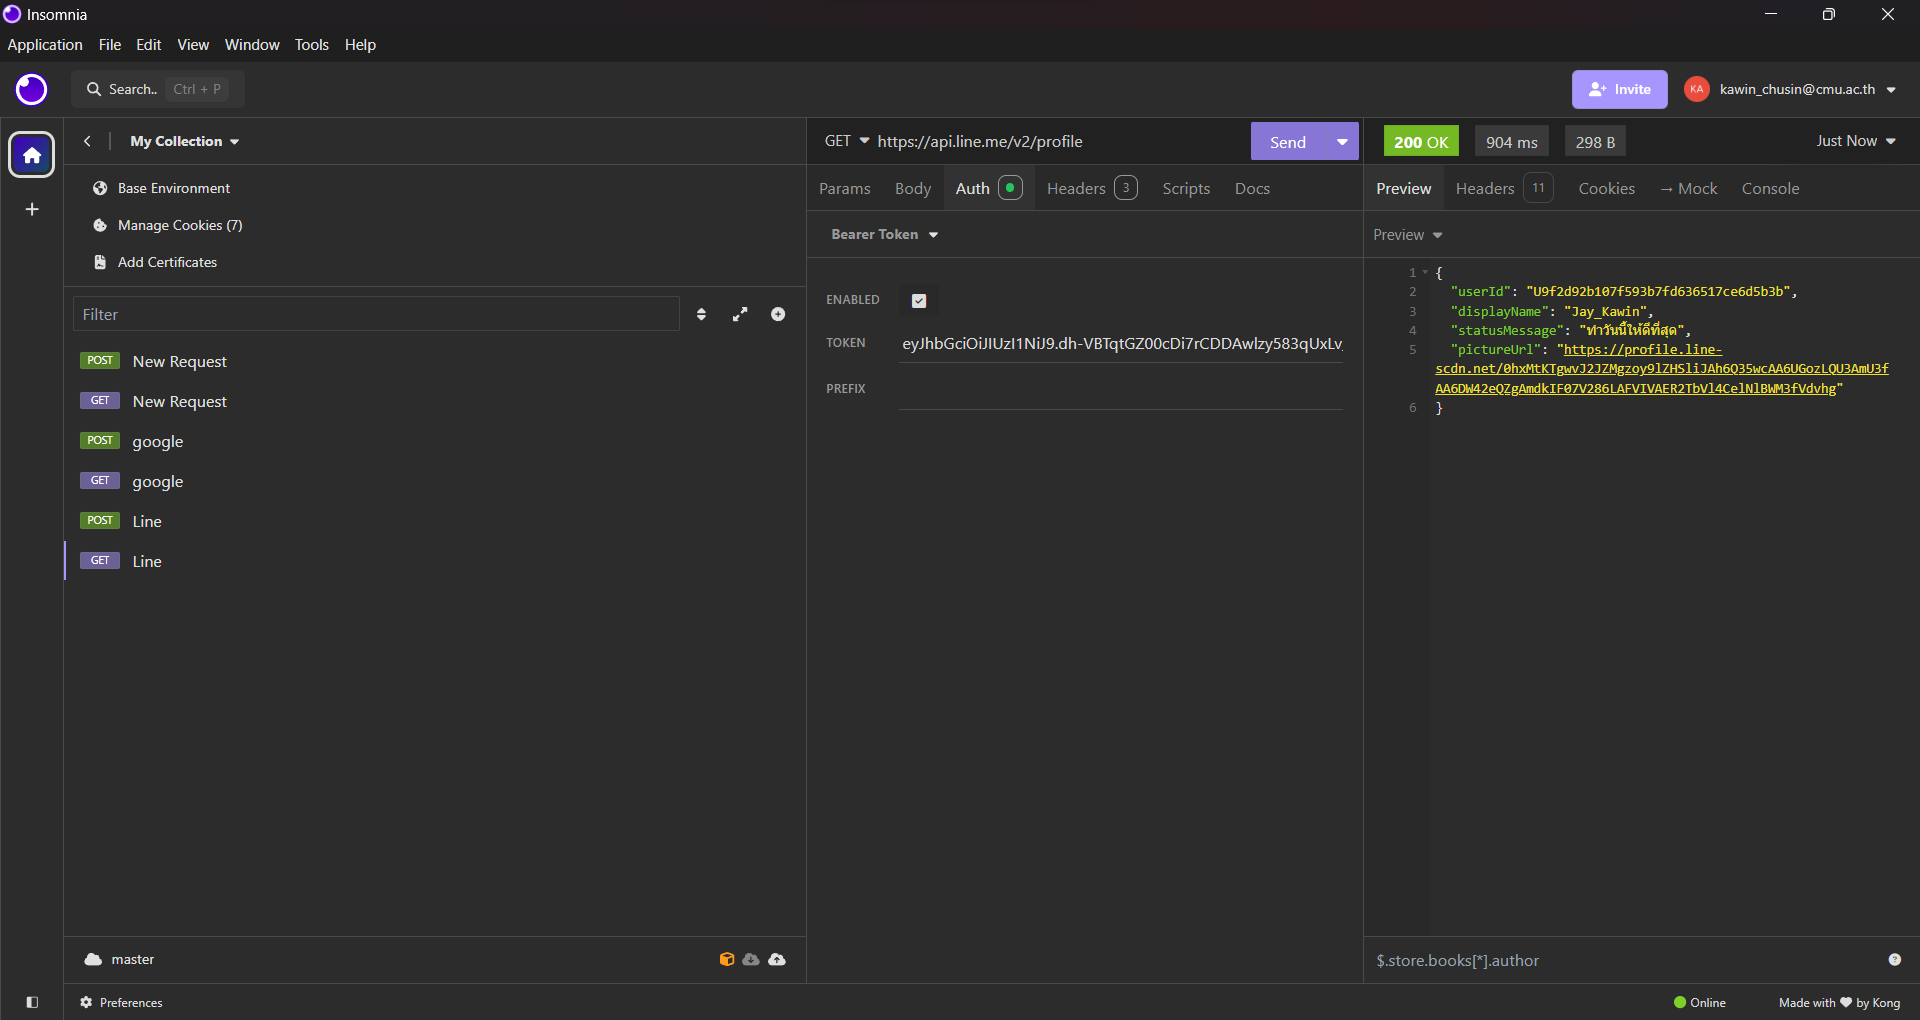 Insomnia
Application File Edit View Window Tools Help
Search.. Ctrl + P
Invite
KA kawin_chusin@cmu.ac.th
My Collection
Base Environment
Manage Cookies (7)
Add Certificates
Filter
POST New Request
GET New Request
POST google
GET google
POST Line
GET Line
master
Preferences
GET https://api.line.me/v2/profile Send
Params Body Auth Headers 3 Scripts Docs
Bearer Token
ENABLED
TOKEN eyJhbGciOiJIUzI1NiJ9.dh-VBTqtGZ00cDi7rCDDAwlzy583qUxLv
PREFIX
200 OK 904 ms 298 B Just Now
Preview Headers 11 Cookies → Mock Console
Preview
1 {
2 "userId": "U9f2d92b107f593b7fd636517ce6d5b3b",
3 "displayName": "Jay_Kawin",
4 "statusMessage": "ทำวันนี้ให้ดีที่สุด",
5 "pictureUrl": "https://profile.line-
scdn.net/0hxMtKTgwvJ2JZMgzoy9lZHSliJAh6Q35wcAA6UGozLQU3AmU3f
AA6DW42eQZgAmdkIF07V286LAFVIVAER2TbVl4CelNlBWM3fVdvhg"
6 }
$.store.books[*].author
Online
Made with ♥ by Kong